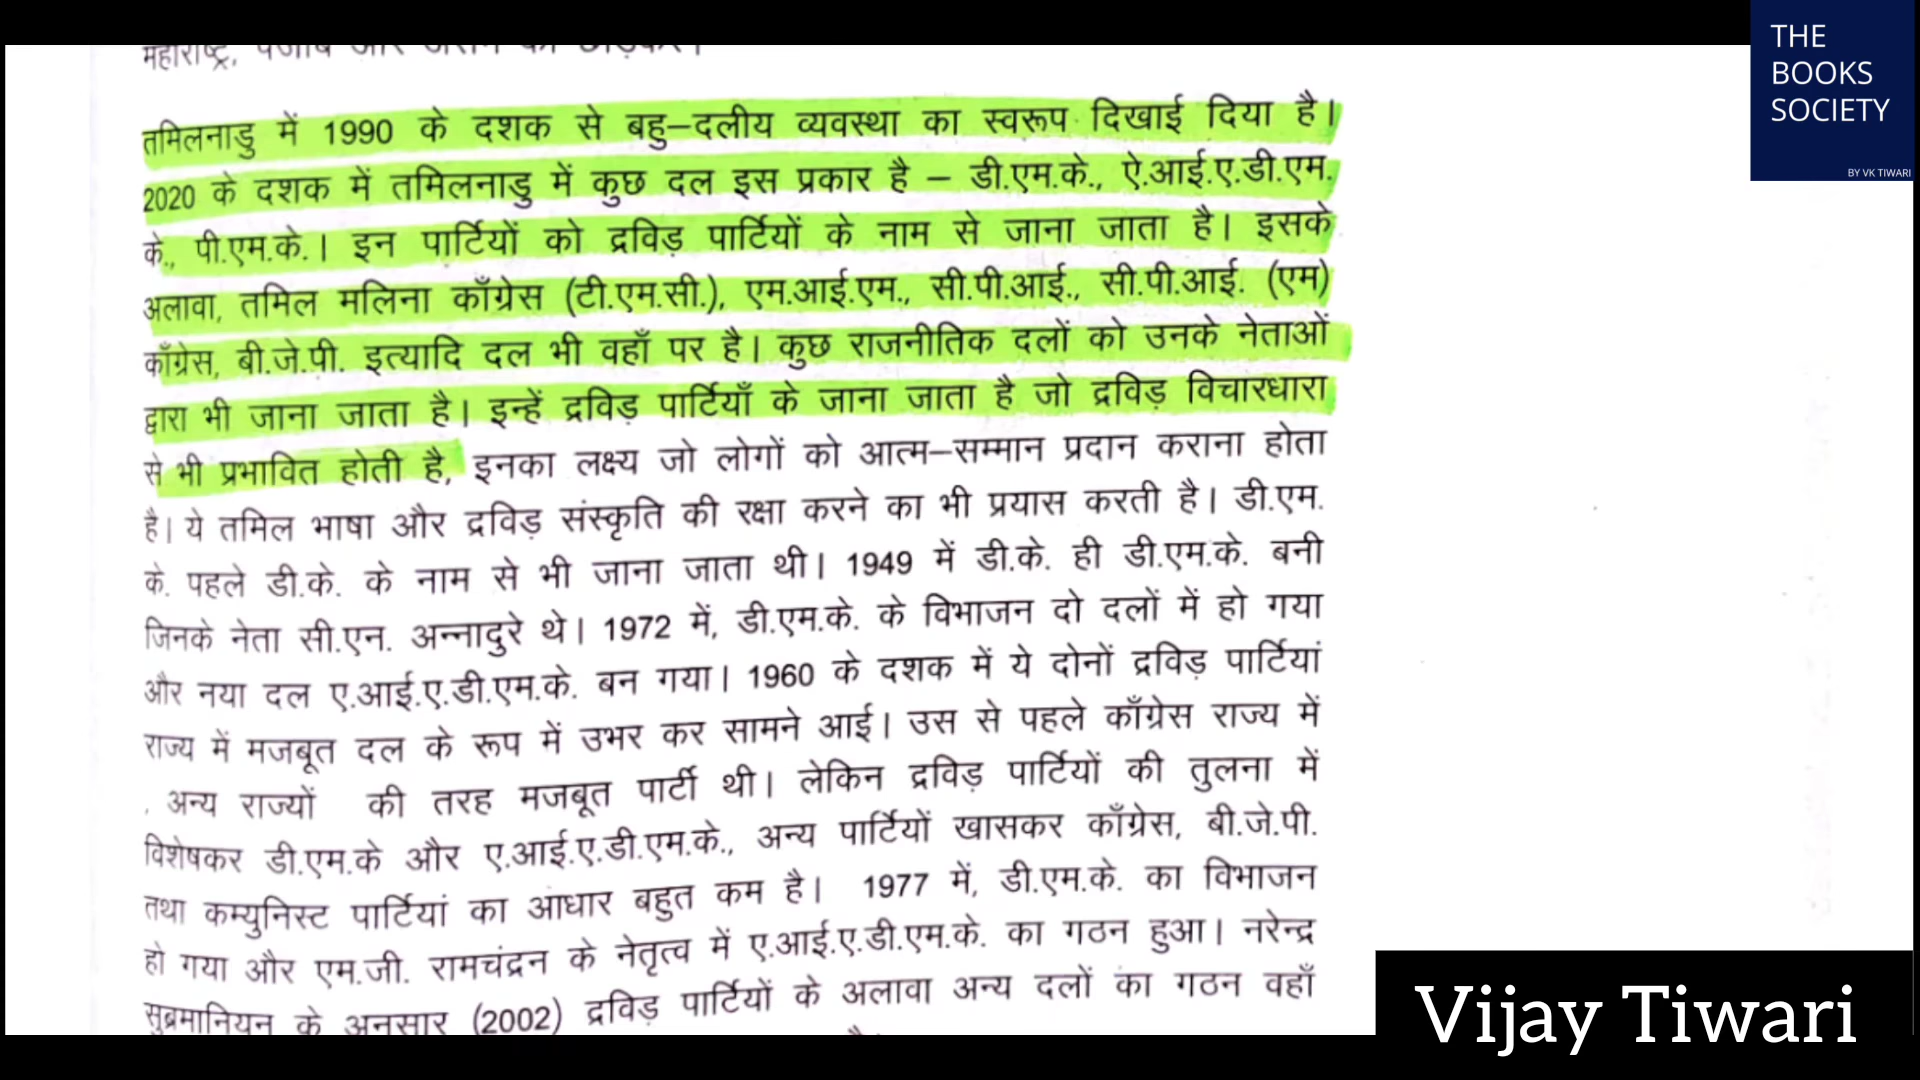 महाराष्ट्र, पंजाब और असम को छोड़कर।
तमिलनाडु में 1990 के दशक से बहु–दलीय व्यवस्था का स्वरूप दिखाई दिया है।
2020 के दशक में तमिलनाडु में कुछ दल इस प्रकार है – डी.एम.के., ऐ.आई.ए.डी.एम.
के., पी.एम.के.। इन पार्टियों को द्रविड़ पार्टियों के नाम से जाना जाता है। इसके
अलावा, तमिल मलिना काँग्रेस (टी.एम.सी.), एम.आई.एम., सी.पी.आई., सी.पी.आई. (एम)
काँग्रेस, बी.जे.पी. इत्यादि दल भी वहाँ पर है। कुछ राजनीतिक दलों को उनके नेताओं
द्वारा भी जाना जाता है। इन्हें द्रविड़ पार्टियाँ के जाना जाता है जो द्रविड़ विचारधारा
से भी प्रभावित होती है, इनका लक्ष्य जो लोगों को आत्म–सम्मान प्रदान कराना होता
है। ये तमिल भाषा और द्रविड़ संस्कृति की रक्षा करने का भी प्रयास करती है। डी.एम.
के. पहले डी.के. के नाम से भी जाना जाता थी। 1949 में डी.के. ही डी.एम.के. बनी
जिनके नेता सी.एन. अन्नादुरे थे। 1972 में, डी.एम.के. के विभाजन दो दलों में हो गया
और नया दल ए.आई.ए.डी.एम.के. बन गया। 1960 के दशक में ये दोनों द्रविड़ पार्टियां
राज्य में मजबूत दल के रूप में उभर कर सामने आई। उस से पहले काँग्रेस राज्य में
अन्य राज्यों की तरह मजबूत पार्टी थी। लेकिन द्रविड़ पार्टियों की तुलना में
विशेषकर डी.एम.के और ए.आई.ए.डी.एम.के., अन्य पार्टियों खासकर काँग्रेस, बी.जे.पी.
तथा कम्युनिस्ट पार्टियां का आधार बहुत कम है। 1977 में, डी.एम.के. का विभाजन
हो गया और एम.जी. रामचंद्रन के नेतृत्व में ए.आई.ए.डी.एम.के. का गठन हुआ। नरेन्द्र
सुब्रमानियन के अनुसार (2002) द्रविड़ पार्टियों के अलावा अन्य दलों का गठन वहाँ
THE
BOOKS
SOCIETY
BY VK TIWARI
Vijay Tiwari